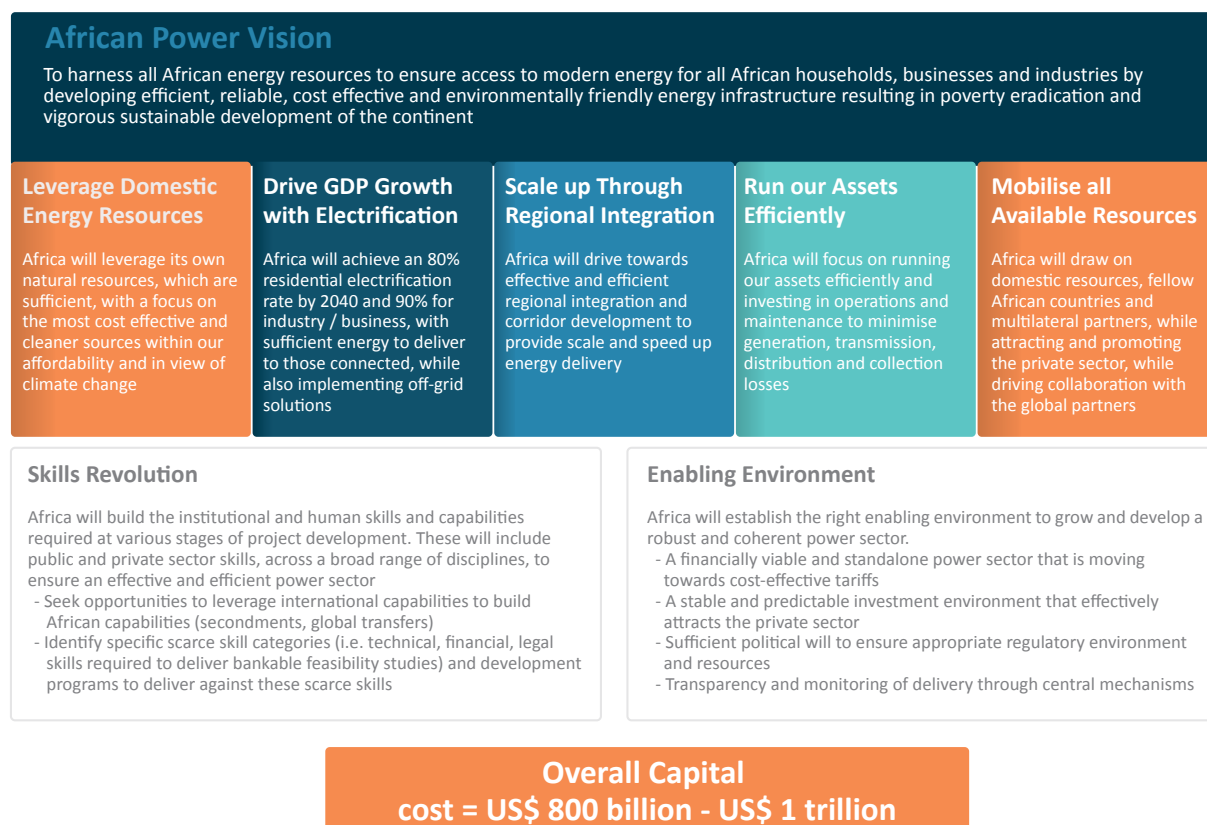 African Power Vision
To harness all African energy resources to ensure access to modern energy for all African households, businesses and industries by
developing efficient, reliable, cost effective and environmentally friendly energy infrastructure resulting in poverty eradication and
vigorous sustainable development of the continent
Leverage Domestic
Energy Resources
Africa will leverage its own
natural resources, which are
sufficient, with a focus on
the most cost effective and
cleaner sources within our
affordability and in view of
climate change
Drive GDP Growth
with Electrification
Africa will achieve an 80%
residential electrification
rate by 2040 and 90% for
industry / business, with
sufficient energy to deliver
to those connected, while
also implementing off-grid
solutions
Scale up Through
Regional Integration
Africa will drive towards
effective and efficient
regional integration and
corridor development to
provide scale and speed up
energy delivery
Run our Assets
Efficiently
Africa will focus on running
our assets efficiently and
investing in operations and
maintenance to minimise
generation, transmission,
distribution and collection
losses
Mobilise all
Available Resources
Africa will draw on
domestic resources, fellow
African countries and
multilateral partners, while
attracting and promoting
the private sector, while
driving collaboration with
the global partners
Skills Revolution
Africa will build the institutional and human skills and capabilities
required at various stages of project development. These will include
public and private sector skills, across a broad range of disciplines, to
ensure an effective and efficient power sector
- Seek opportunities to leverage international capabilities to build
African capabilities (secondments, global transfers)
- Identify specific scarce skill categories (i.e. technical, financial, legal
skills required to deliver bankable feasibility studies) and development
programs to deliver against these scarce skills
Enabling Environment
Africa will establish the right enabling environment to grow and develop a
robust and coherent power sector.
- A financially viable and standalone power sector that is moving
towards cost-effective tariffs
- A stable and predictable investment environment that effectively
attracts the private sector
- Sufficient political will to ensure appropriate regulatory environment
and resources
- Transparency and monitoring of delivery through central mechanisms
Overall Capital
cost = US$ 800 billion - US$ 1 trillion